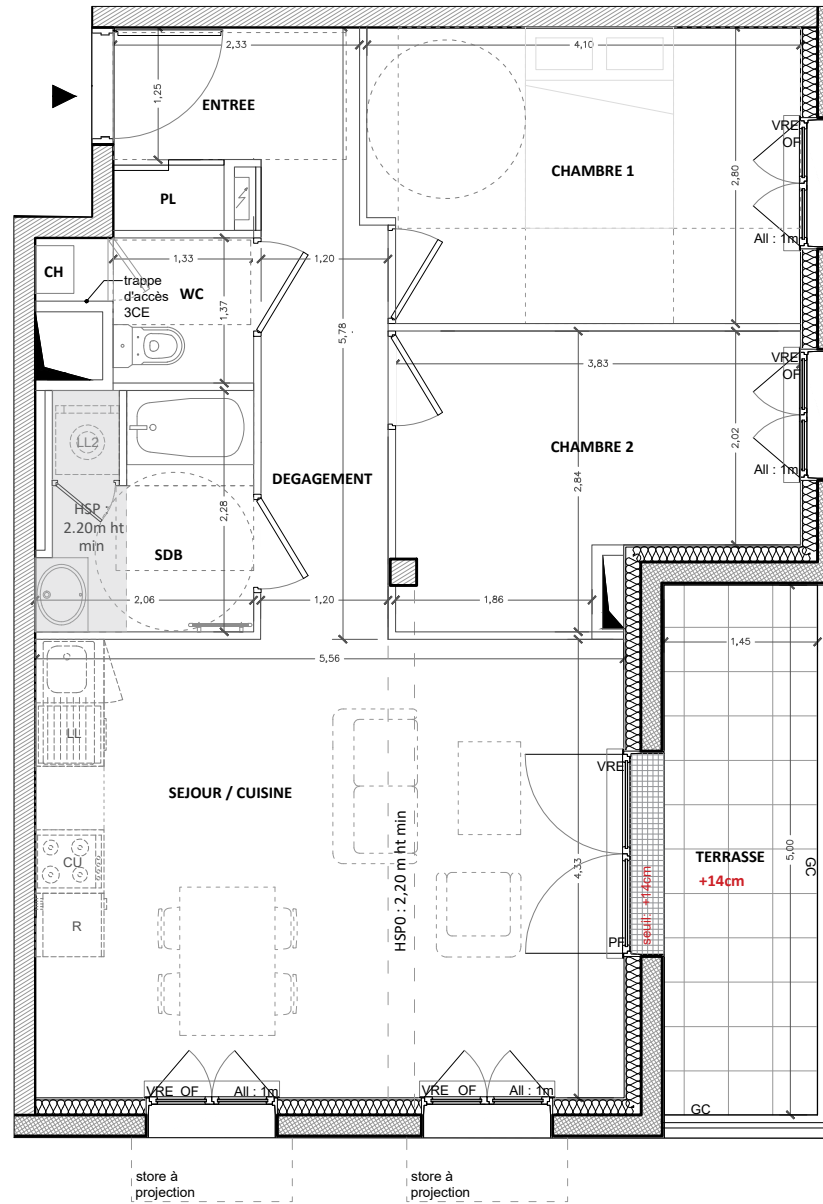 2,33
4,10
1,25
ENTREE
VRE
OF
CHAMBRE 1
2,80
PL
All : 1m
CH
1,33
1,20
trappe
d'accès
3CE
WC
1,37
5,78
VRE
OF
3,83
LL2
CHAMBRE 2
2,02
All : 1m
DEGAGEMENT
2,84
2,28
HSP :
2.20m ht
min
SDB
2,06
1,20
1,86
5,56
1,45
LL
VRE
SEJOUR / CUISINE
CU
TERRASSE
+14cm
5,00
GC
4,33
HSP0 : 2,20 m ht min
seuil: +14cm
R
PF
VRE OF
All : 1m
VRE OF
All : 1m
GC
store à
projection
store à
projection